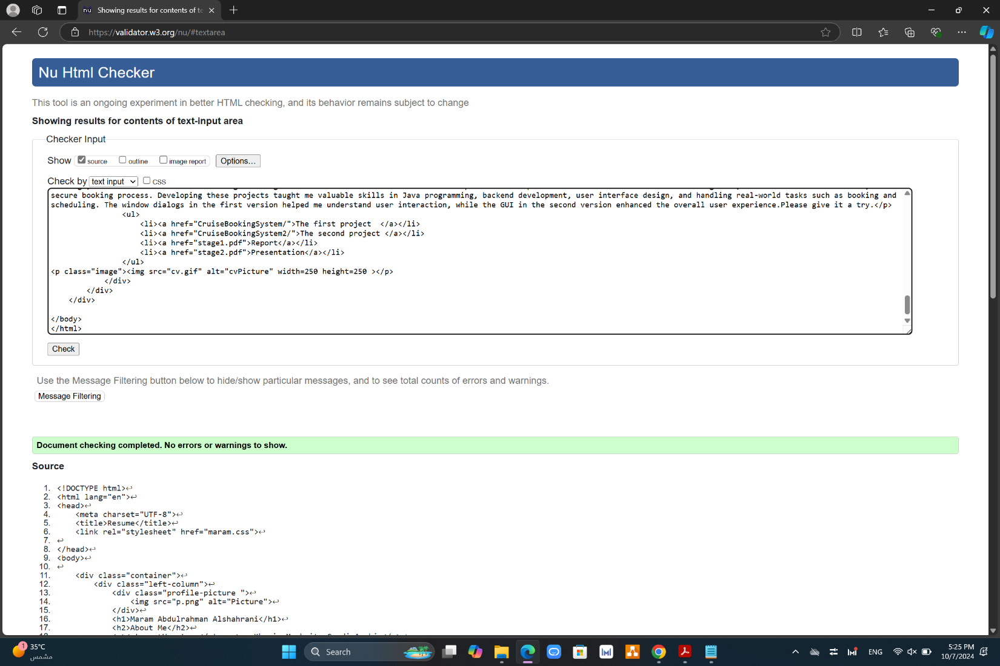 Showing results for contents of te
https://validator.w3.org/nu/#textarea
Nu Html Checker
This tool is an ongoing experiment in better HTML checking, and its behavior remains subject to change
Showing results for contents of text-input area
Checker Input
Show source outline image report Options...
Check by text input CSS
secure booking process. Developing these projects taught me valuable skills in Java programming, backend development, user interface design, and handling real-world tasks such as booking and
scheduling. The window dialogs in the first version helped me understand user interaction, while the GUI in the second version enhanced the overall user experience.Please give it a try.</p>
<ul>
<li><a href="CruiseBookingSystem/">The first project  </a></li>
<li><a href="CruiseBookingSystem2/">The second project </a></li>
<li><a href="stage1.pdf">Report</a></li>
<li><a href="stage2.pdf">Presentation</a></li>
</ul>
<p class="image"><img src="cv.gif" alt="cvPicture" width=250 height=250 ></p>
</div>
</div>
</div>
</body>
</html>
Check
Use the Message Filtering button below to hide/show particular messages, and to see total counts of errors and warnings.
Message Filtering
Document checking completed. No errors or warnings to show.
Source
1. <!DOCTYPE html>↩
2. <html lang="en">↩
3. <head>↩
4. <meta charset="UTF-8">↩
5. <title>Resume</title>↩
6. <link rel="stylesheet" href="maram.css">↩
7. ↩
8. </head>↩
9. <body>↩
10. ↩
11. <div class="container">↩
12. <div class="left-column">↩
13. <div class="profile-picture ">↩
14. <img src="p.png" alt="Picture">↩
15. </div>↩
16. <h1>Maram Abdulrahman Alshahrani</h1>↩
17. <h2>About Me</h2>↩
1
35°C
مشمس
Search
ENG
5:25 PM
10/7/2024